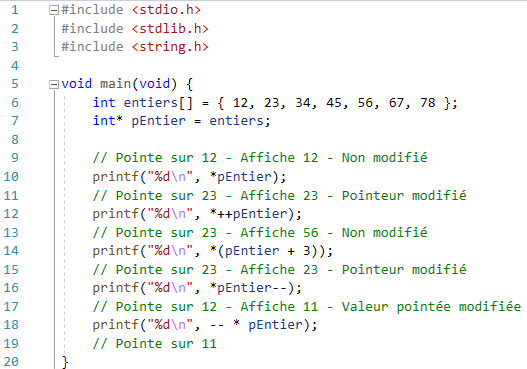 1 #include <stdio.h>
2 #include <stdlib.h>
3 #include <string.h>
4
5 void main(void) {
6 int entiers[] = { 12, 23, 34, 45, 56, 67, 78 };
7 int* pEntier = entiers;
8
9 // Pointe sur 12 - Affiche 12 - Non modifié
10 printf("%d\n", *pEntier);
11 // Pointe sur 23 - Affiche 23 - Pointeur modifié
12 printf("%d\n", *++pEntier);
13 // Pointe sur 23 - Affiche 56 - Non modifié
14 printf("%d\n", *(pEntier + 3));
15 // Pointe sur 23 - Affiche 23 - Pointeur modifié
16 printf("%d\n", *pEntier--);
17 // Pointe sur 12 - Affiche 11 - Valeur pointée modifiée
18 printf("%d\n", -- * pEntier);
19 // Pointe sur 11
20 }